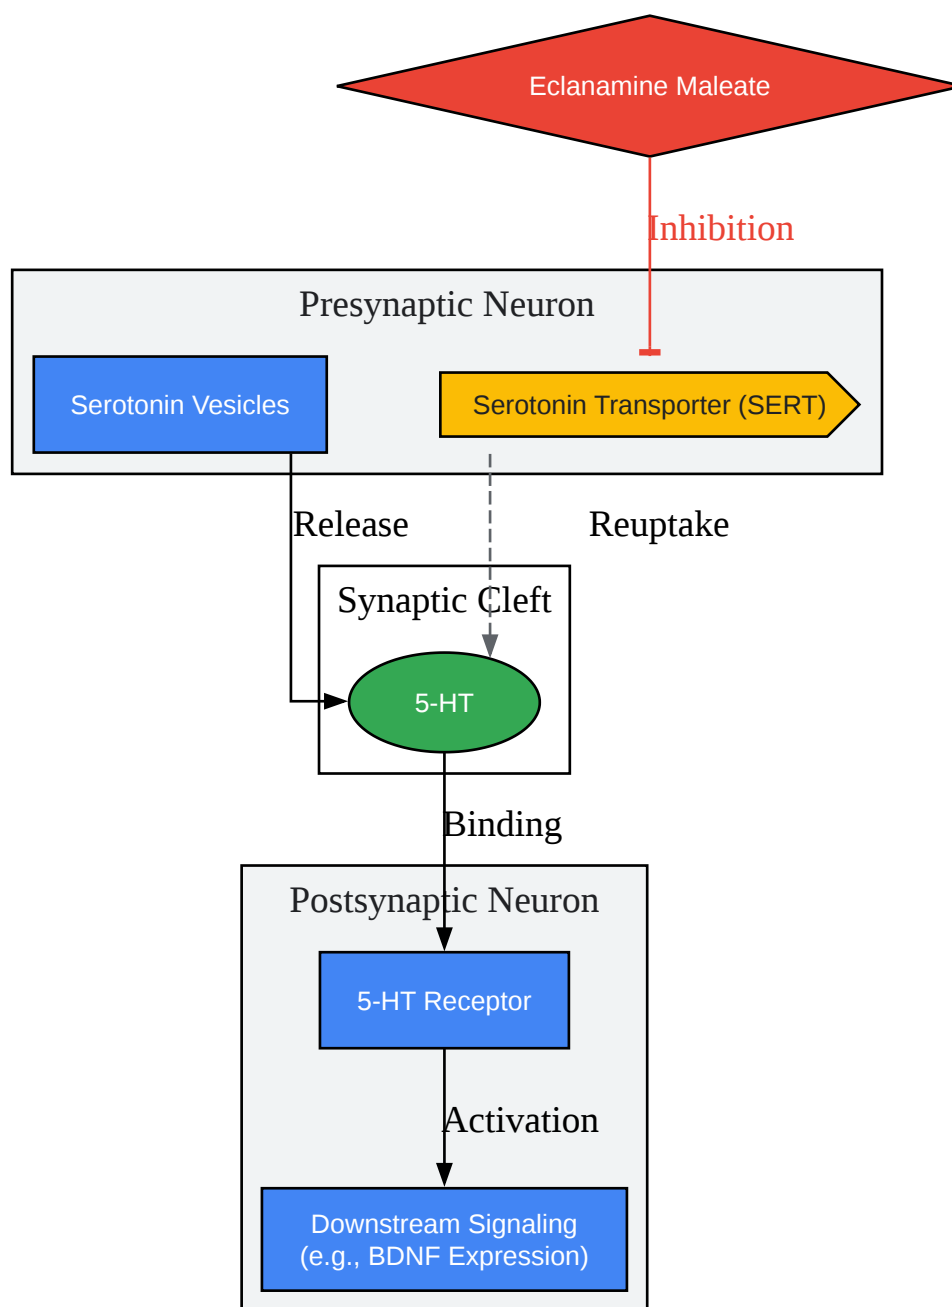 Eclanamine Maleate
Inhibition
Presynaptic Neuron
Serotonin Vesicles
Serotonin Transporter (SERT)
Release
Reuptake
Synaptic Cleft
5-HT
Binding
Postsynaptic Neuron
5-HT Receptor
Activation
Downstream Signaling
(e.g., BDNF Expression)